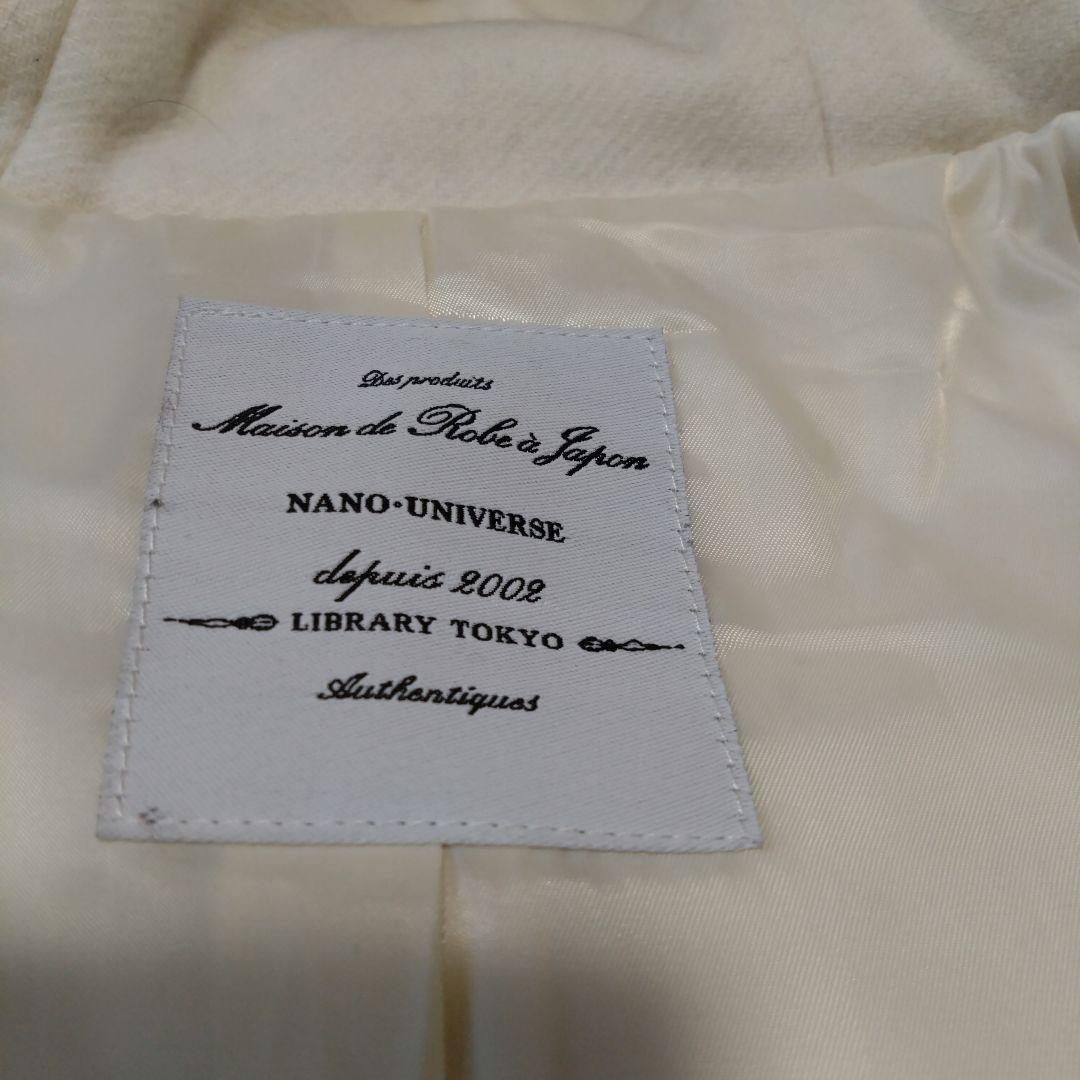 Des produits
Maison de Robe à Japon
NANO·UNIVERSE
depuis 2002
LIBRARY TOKYO
Authentiques